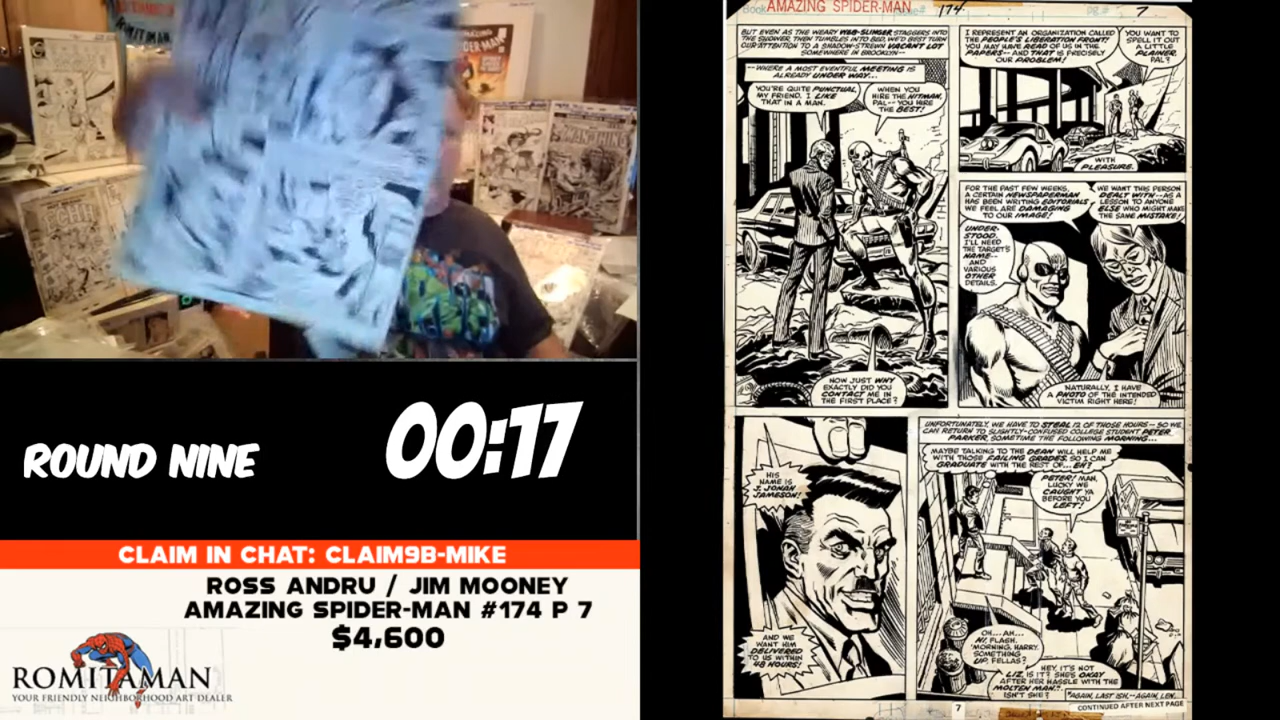 Book AMAZING SPIDER-MAN 174 PG.# 7
BUT EVEN AS THE WEARY WEB-SLINGER STAGGERS INTO
THE SHOWER, THEN TUMBLES INTO BED, WE'D BEST TURN
OUR ATTENTION TO A SHADOW-STREWN VACANT LOT
SOMEWHERE IN BROOKLYN--
--WHERE A MOST EVENTFUL MEETING IS
ALREADY UNDER WAY...
YOU'RE QUITE PUNCTUAL,
MY FRIEND. I LIKE
THAT IN A MAN.
WHEN YOU
HIRE THE HITMAN,
PAL--YOU HIRE
THE BEST!
NOW JUST WHY
EXACTLY DID YOU
CONTACT ME IN
THE FIRST PLACE?
I REPRESENT AN ORGANIZATION CALLED
THE PEOPLE'S LIBERATION FRONT!
YOU MAY HAVE READ OF US IN THE
PAPERS--AND THAT IS PRECISELY
OUR PROBLEM!
YOU WANT TO
SPELL IT OUT
A LITTLE
PLAINER,
PAL?
WITH
PLEASURE.
FOR THE PAST FEW WEEKS,
A CERTAIN NEWSPAPERMAN
HAS BEEN WRITING EDITORIALS
WE FEEL ARE DAMAGING
TO OUR IMAGE!
WE WANT THIS PERSON
DEALT WITH--AS A
LESSON TO ANYONE
ELSE WHO MIGHT MAKE
THE SAME MISTAKE!
UNDER-
STOOD.
I'LL NEED
THE TARGET'S
NAME--
AND
VARIOUS
OTHER
DETAILS.
NATURALLY, I HAVE
A PHOTO OF THE INTENDED
VICTIM RIGHT HERE!
HIS
NAME IS
J. JONAH
JAMESON!
AND WE
WANT HIM
DELIVERED
TO US WITHIN
48 HOURS!
UNFORTUNATELY, WE HAVE TO STEAL 12 OF THOSE HOURS--SO WE
CAN RETURN TO SLIGHTLY-CONFUSED COLLEGE STUDENT PETER
PARKER, SOMETIME THE FOLLOWING MORNING...
MAYBE TALKING TO THE DEAN WILL HELP ME
WITH THOSE FAILING GRADES, SO I CAN
GRADUATE WITH THE REST OF...EH?
PETER! MAN,
LUCKY WE
CAUGHT YA
BEFORE YOU
LEFT!
OH...AH...
HI, FLASH.
'MORNING, HARRY.
SOMETHING
UP, FELLAS?
HEY, IT'S NOT
LIZ, IS IT? SHE'S OKAY
AFTER HER HASSLE WITH THE
MOLTEN MAN*--
ISN'T SHE?
*AGAIN, LAST ISH.--AGAIN, LEN.
7
CONTINUED AFTER NEXT PAGE
ROUND NINE
00:17
CLAIM IN CHAT: CLAIM9B-MIKE
ROSS ANDRU / JIM MOONEY
AMAZING SPIDER-MAN #174 P 7
$4,600
ROMITAMAN
YOUR FRIENDLY NEIGHBORHOOD ART DEALER